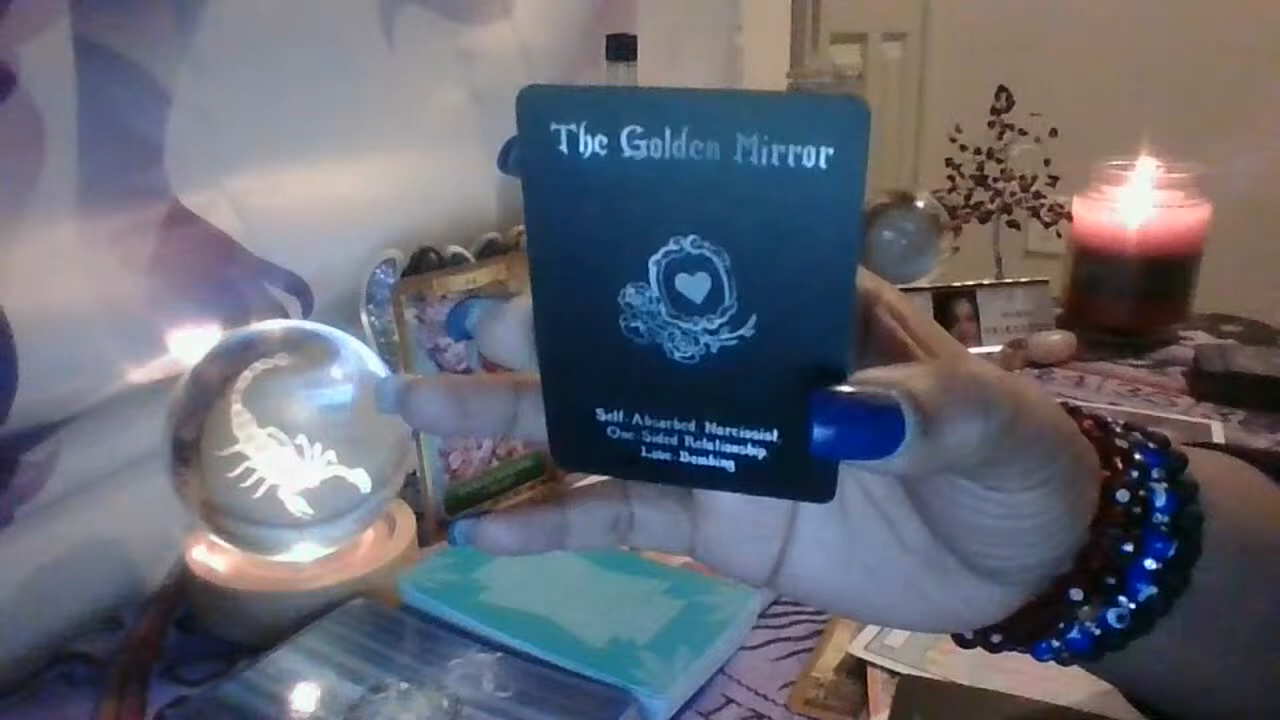 The Golden Mirror
Self-Absorbed, Narcissist,
One-Sided Relationship,
Love-Bombing